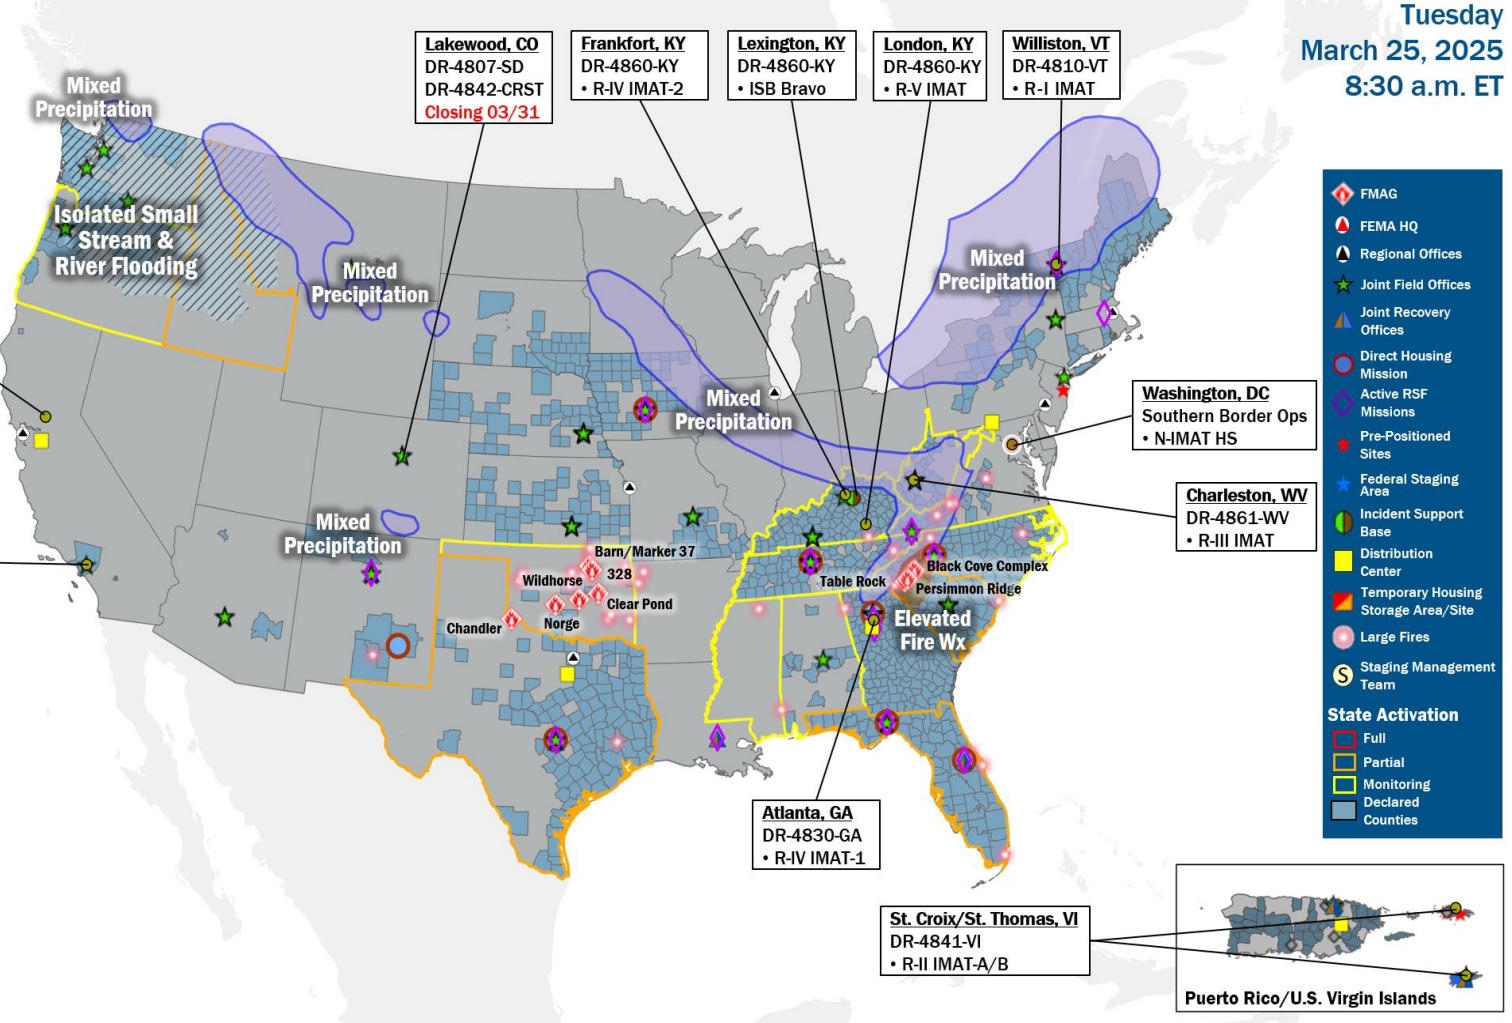 Tuesday
March 25, 2025
8:30 a.m. ET
Lakewood, CO
DR-4807-SD
DR-4842-CRST
Closing 03/31
Frankfort, KY
DR-4860-KY
• R-IV IMAT-2
Lexington, KY
DR-4860-KY
• ISB Bravo
London, KY
DR-4860-KY
• R-V IMAT
Williston, VT
DR-4810-VT
• R-I IMAT
Mixed
Precipitation
Isolated Small
Stream &
River Flooding
Mixed
Precipitation
Mixed
Precipitation
Mixed
Precipitation
Mixed
Precipitation
Washington, DC
Southern Border Ops
• N-IMAT HS
Charleston, WV
DR-4861-WV
• R-III IMAT
Barn/Marker 37
Wildhorse
328
Clear Pond
Norge
Chandler
Table Rock
Black Cove Complex
Persimmon Ridge
Elevated
Fire Wx
Atlanta, GA
DR-4830-GA
• R-IV IMAT-1
St. Croix/St. Thomas, VI
DR-4841-VI
• R-II IMAT-A/B
Puerto Rico/U.S. Virgin Islands
FMAG
FEMA HQ
Regional Offices
Joint Field Offices
Joint Recovery
Offices
Direct Housing
Mission
Active RSF
Missions
Pre-Positioned
Sites
Federal Staging
Area
Incident Support
Base
Distribution
Center
Temporary Housing
Storage Area/Site
Large Fires
S
Staging Management
Team
State Activation
Full
Partial
Monitoring
Declared
Counties